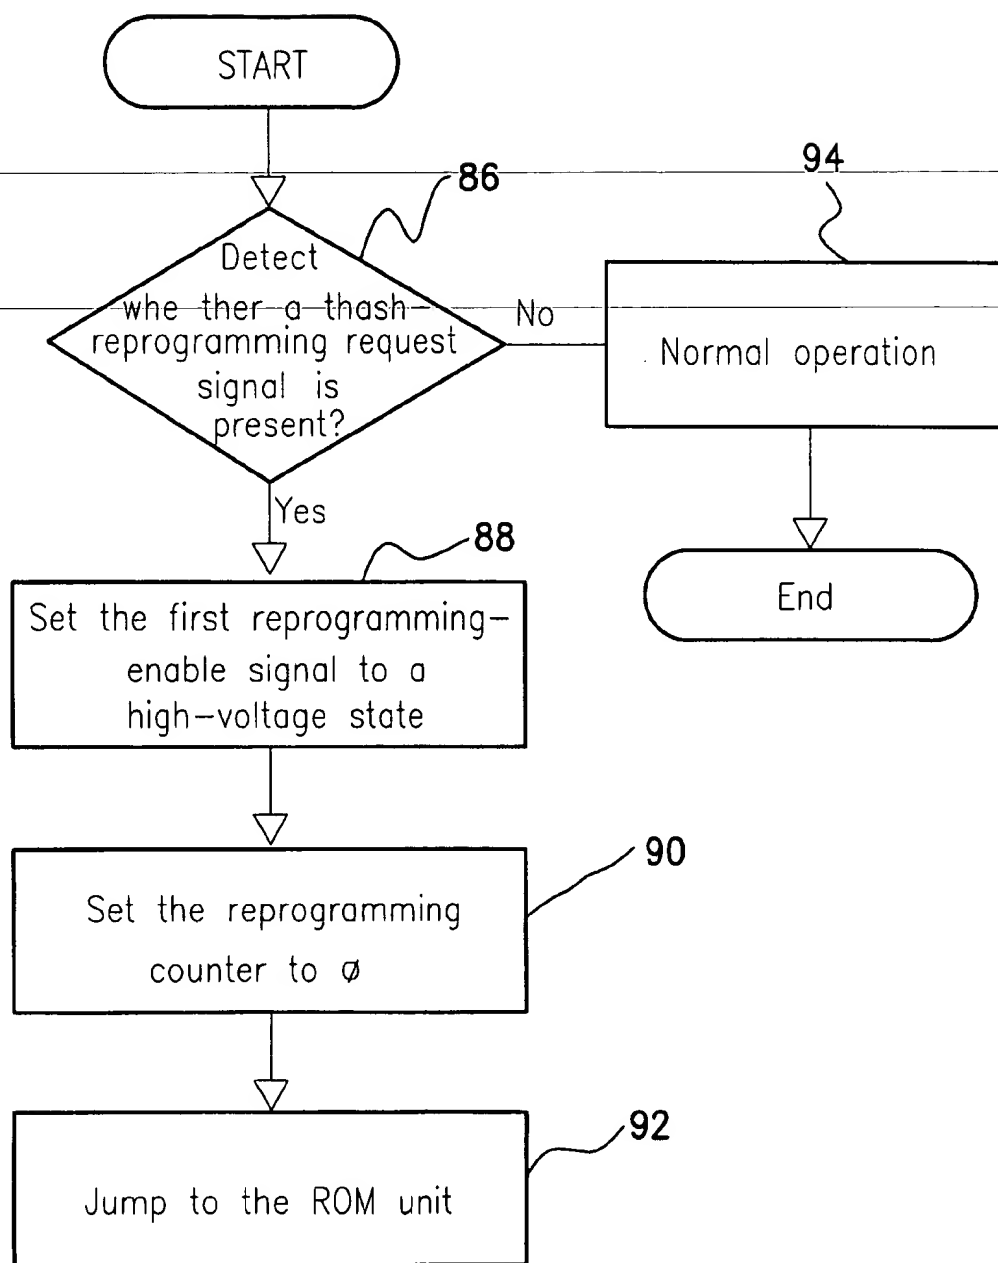 START
86
94
Detect
whe ther a thash-
reprogramming request
signal is
present?
No
Normal operation
Yes
88
End
Set the first reprogramming-
enable signal to a
high-voltage state
90
Set the reprogramming
counter to ø
92
Jump to the ROM unit